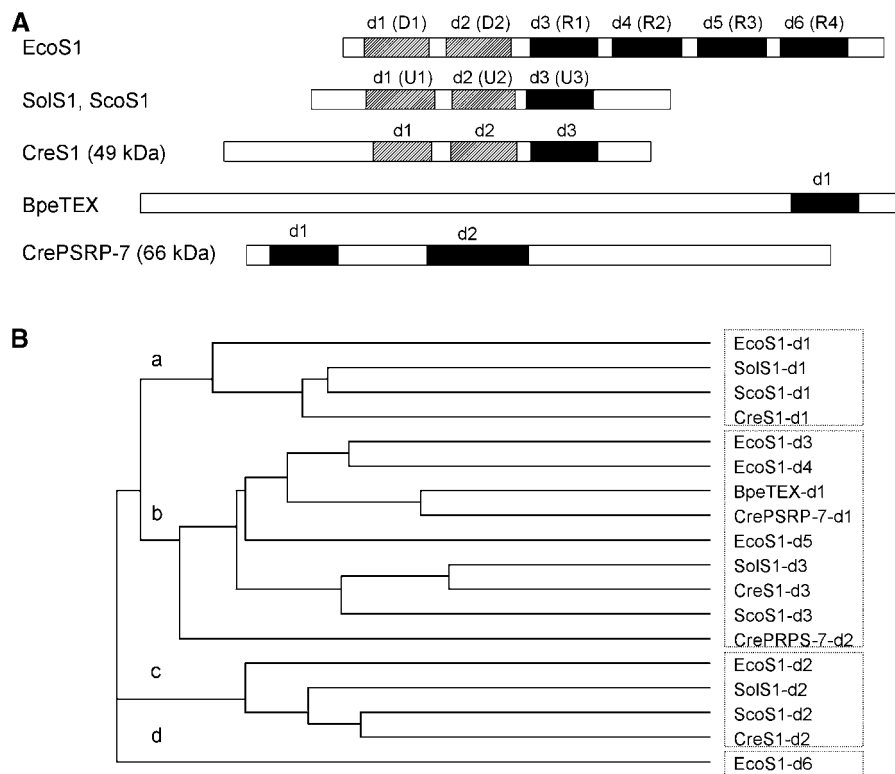 A
d1 (D1) d2 (D2) d3 (R1) d4 (R2) d5 (R3) d6 (R4)
EcoS1
d1 (U1) d2 (U2) d3 (U3)
SolS1, ScoS1
d1 d2 d3
CreS1 (49 kDa)
d1
BpeTEX
d1 d2
CrePSRP-7 (66 kDa)
B
a
b
c
d
EcoS1-d1
SolS1-d1
ScoS1-d1
CreS1-d1
EcoS1-d3
EcoS1-d4
BpeTEX-d1
CrePSRP-7-d1
EcoS1-d5
SolS1-d3
CreS1-d3
ScoS1-d3
CrePRPS-7-d2
EcoS1-d2
SolS1-d2
ScoS1-d2
CreS1-d2
EcoS1-d6